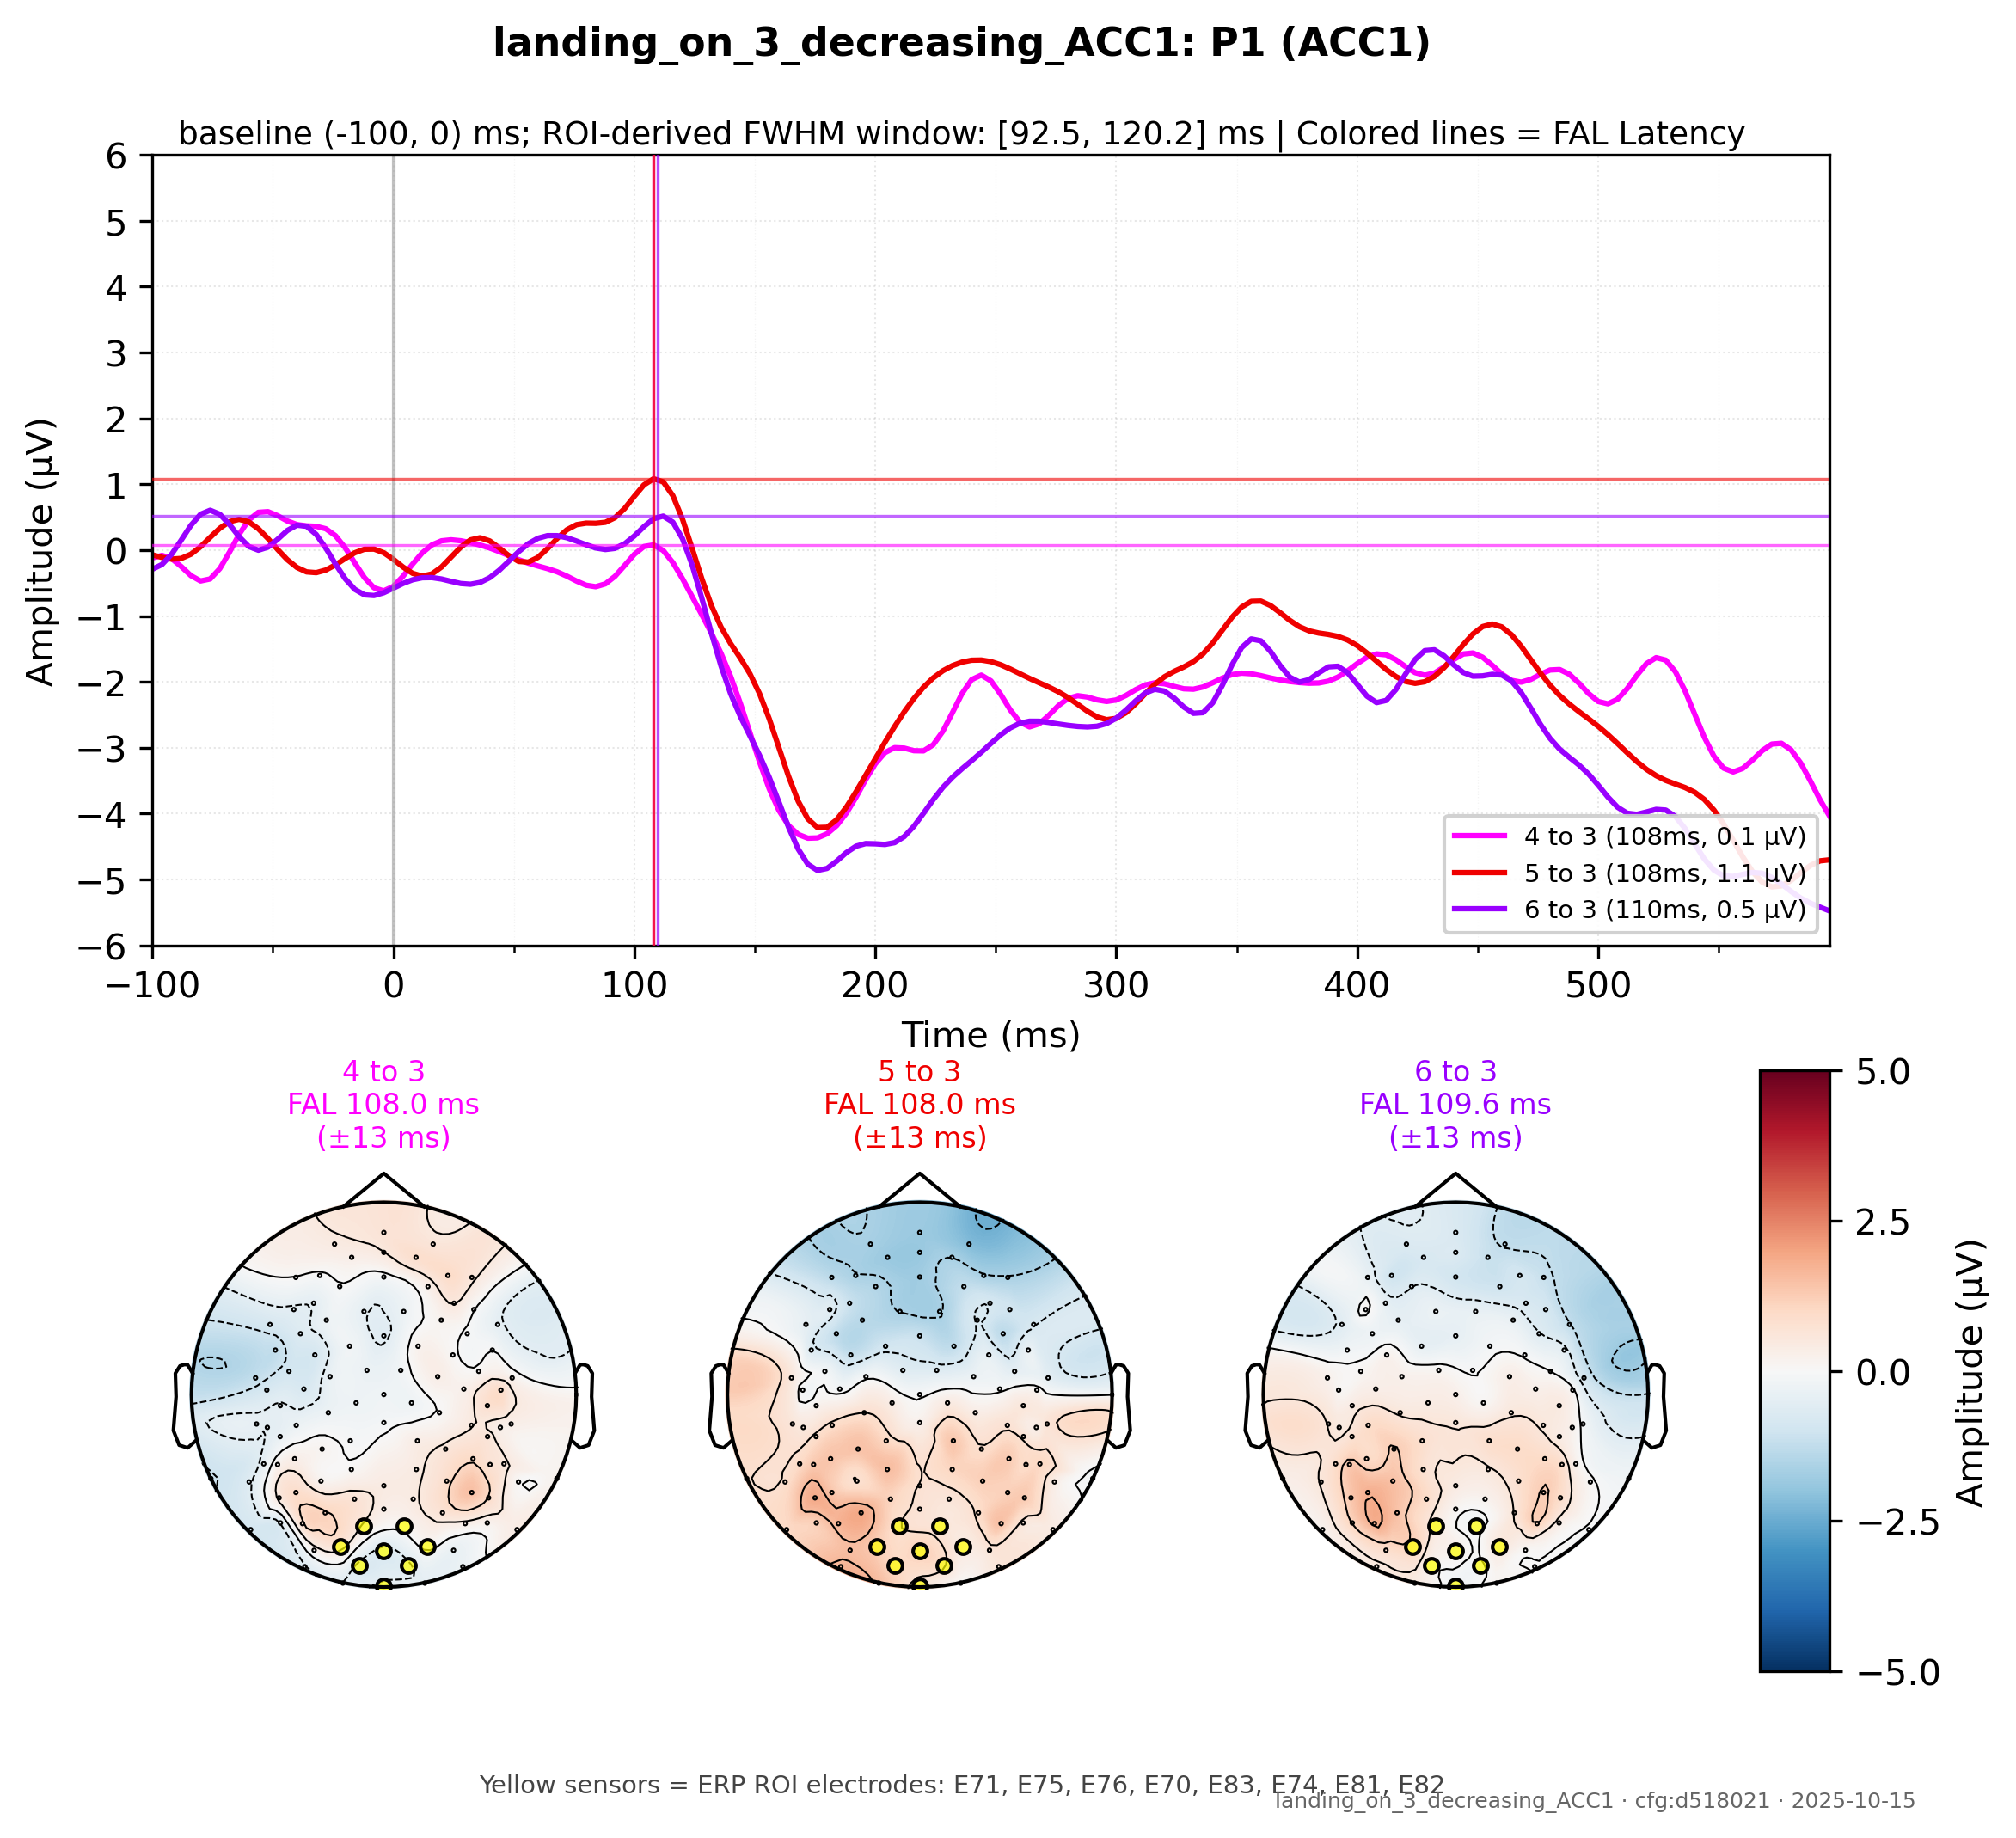 landing_on_3_decreasing_ACC1: P1 (ACC1)
baseline (-100, 0) ms; ROI-derived FWHM window: [92.5, 120.2] ms | Colored lines = FAL Latency
6
5
4
3
2
1
0
−1
−2
−3
−4
−5
−6
Amplitude (μV)
4 to 3 (108ms, 0.1 μV)
5 to 3 (108ms, 1.1 μV)
6 to 3 (110ms, 0.5 μV)
−100 0 100 200 300 400 500
Time (ms)
4 to 3
FAL 108.0 ms
(±13 ms)
5 to 3
FAL 108.0 ms
(±13 ms)
6 to 3
FAL 109.6 ms
(±13 ms)
5.0
2.5
0.0
−2.5
−5.0
Amplitude (μV)
Yellow sensors = ERP ROI electrodes: E71, E75, E76, E70, E83, E74, E81, E82
landing_on_3_decreasing_ACC1 · cfg:d518021 · 2025-10-15